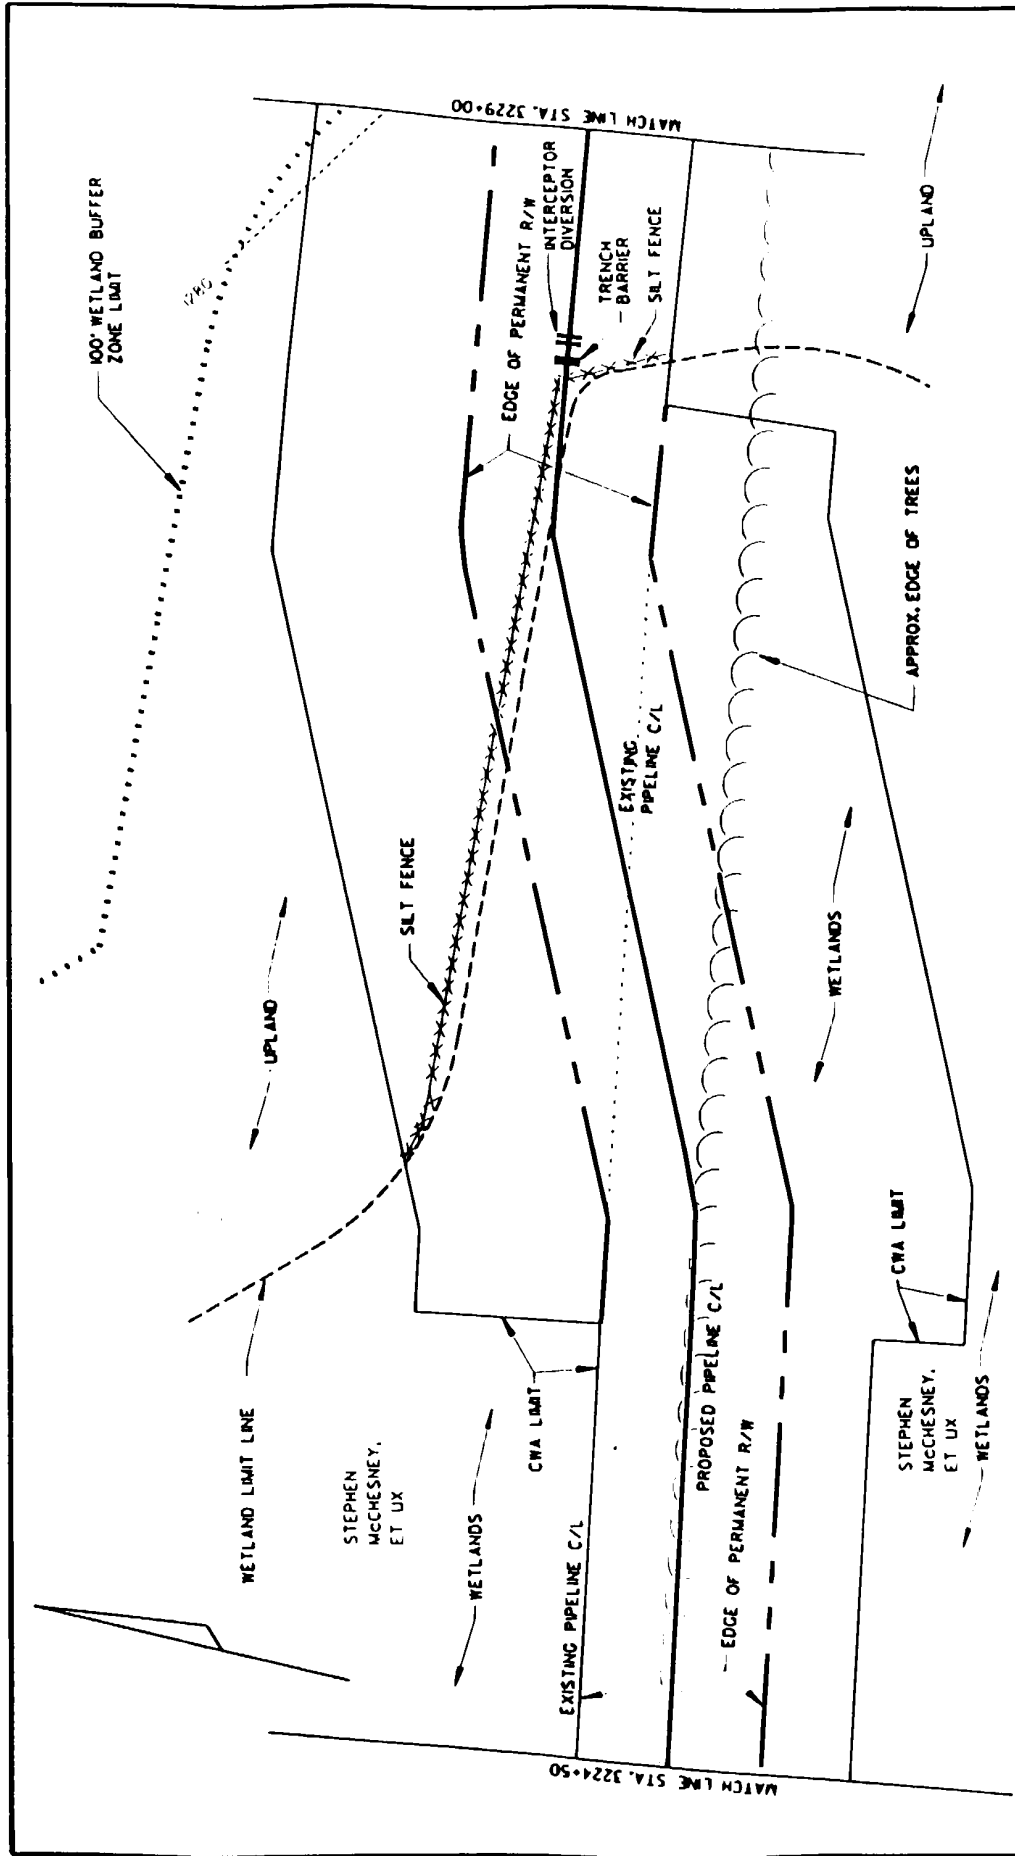 100' WETLAND BUFFER
ZONE LIMIT
1280
MATCH LINE STA. 3229+00
UPLAND
EDGE OF PERMANENT R/W
INTERCEPTOR
DIVERSION
TRENCH
BARRIER
SILT FENCE
UPLAND
SILT FENCE
EXISTING
PIPELINE C/L
APPROX. EDGE OF TREES
WETLANDS
WETLAND LIMIT LINE
STEPHEN
McCHESNEY,
ET UX
WETLANDS
CWA LIMIT
EXISTING PIPELINE C/L
PROPOSED PIPELINE C/L
EDGE OF PERMANENT R/W
CWA LIMIT
STEPHEN
McCHESNEY,
ET UX
WETLANDS
MATCH LINE STA. 3224+50